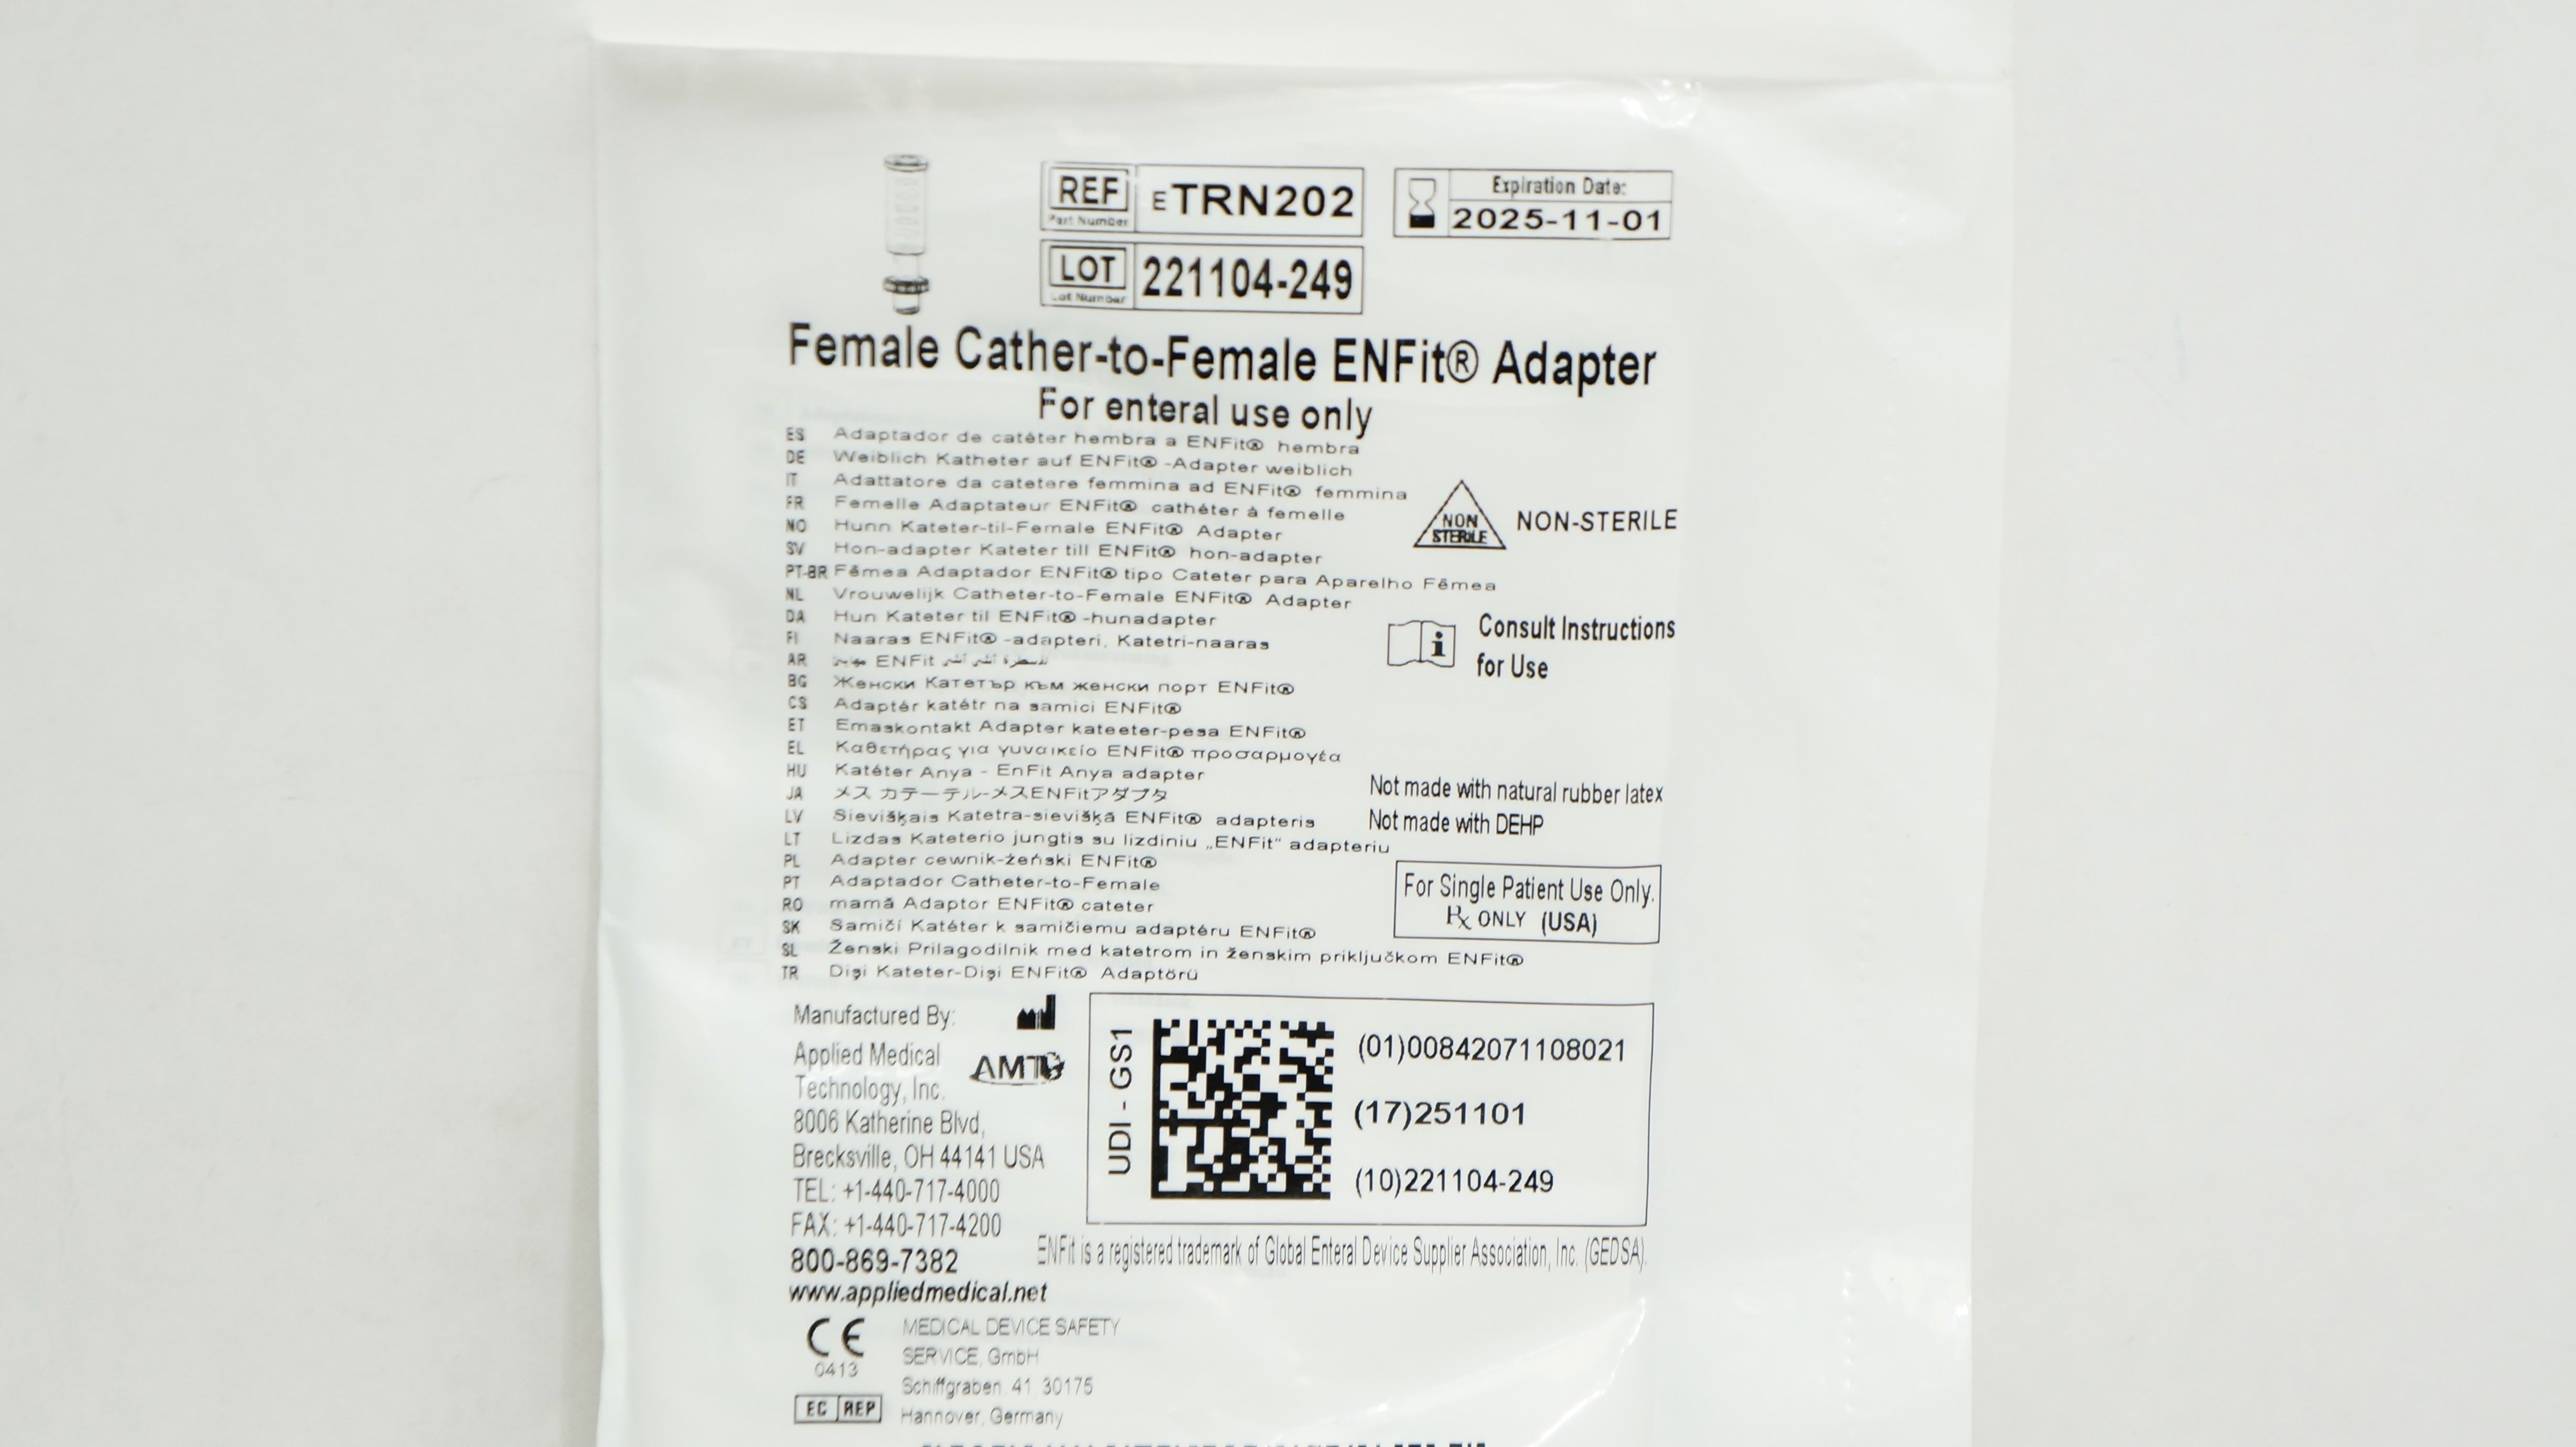 REF
Part Number
ETRN202
Expiration Date:
2025-11-01
LOT
Lot Number
221104-249
Female Cather-to-Female ENFit® Adapter
For enteral use only
ES Adaptador de catéter hembra a ENFit® hembra
DE Weiblich Katheter auf ENFit® -Adapter weiblich
IT Adattatore da catetere femmina ad ENFit® femmina
FR Femelle Adaptateur ENFit® cathéter à femelle
NO Hunn Kateter-til-Female ENFit® Adapter
SV Hon-adapter Kateter till ENFit® hon-adapter
PT-BR Fêmea Adaptador ENFit® tipo Cateter para Aparelho Fêmea
NL Vrouwelijk Catheter-to-Female ENFit® Adapter
DA Hun Kateter til ENFit® -hunadapter
FI Naaras ENFit® -adapteri, Katetri-naaras
AR ENFit
BG Женски Катетър към женски порт ENFit®
CS Adaptér katétr na samici ENFit®
ET Emaskontakt Adapter kateeter-pesa ENFit®
EL Καθετήρας για γυναικείο ENFit® προσαρμογέα
HU Katéter Anya - EnFit Anya adapter
JA メス カテーテル-メスENFitアダプタ
LV Sievišķais Katetra-sievišķā ENFit® adapteris
LT Lizdas Kateterio jungtis su lizdiniu „ENFit“ adapteriu
PL Adapter cewnik-żeński ENFit®
PT Adaptador Catheter-to-Female
RO mamă Adaptor ENFit® cateter
SK Samičí Katéter k samičiemu adaptéru ENFit®
SL Ženski Prilagodilnik med katetrom in ženskim priključkom ENFit®
TR Dişi Kateter-Dişi ENFit® Adaptörü
NON STERILE
NON-STERILE
Consult Instructions
for Use
Not made with natural rubber latex
Not made with DEHP
For Single Patient Use Only.
Rx ONLY (USA)
Manufactured By:
Applied Medical
Technology, Inc.
8006 Katherine Blvd,
Brecksville, OH 44141 USA
TEL: +1-440-717-4000
FAX: +1-440-717-4200
800-869-7382
www.appliedmedical.net
AMT
UDI - GS1
(01)00842071108021
(17)251101
(10)221104-249
ENFit is a registered trademark of Global Enteral Device Supplier Association, Inc. (GEDSA).
CE
0413
EC REP
MEDICAL DEVICE SAFETY
SERVICE, GmbH
Schiffgraben 41 30175
Hannover, Germany